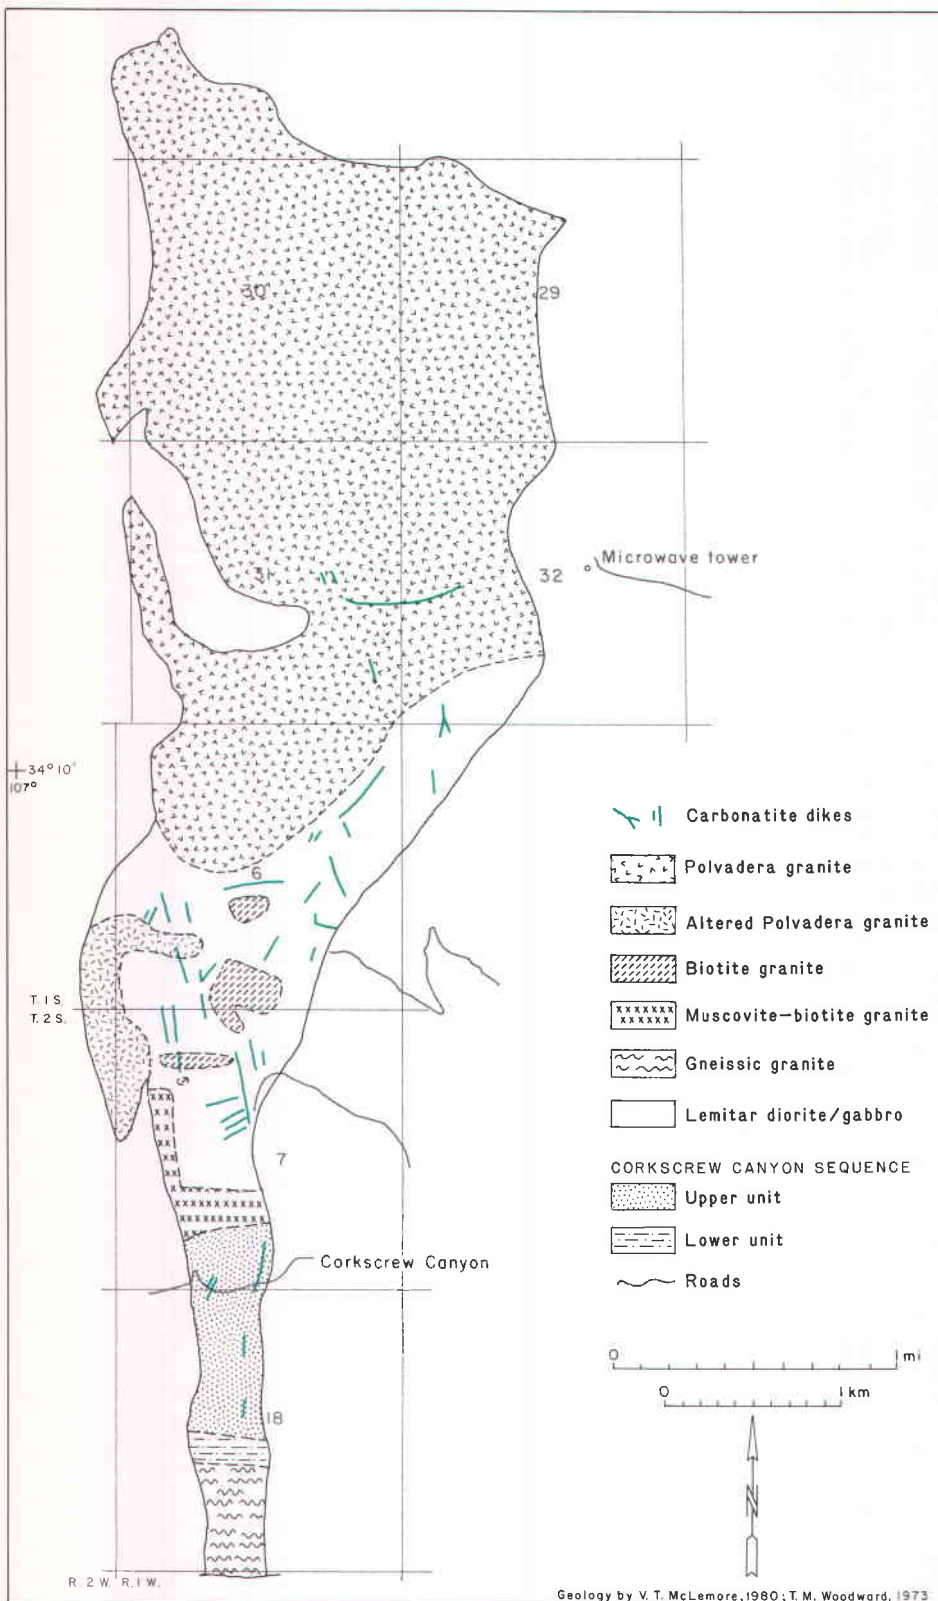 30
29
31
32
Microwave tower
34° 10'
107°
6
T. 1 S.
T. 2 S.
5
7
Corkscrew Canyon
18
R. 2 W. R. 1 W.
Carbonatite dikes
Polvadera granite
Altered Polvadera granite
Biotite granite
Muscovite-biotite granite
Gneissic granite
Lemitar diorite/gabbro
CORKSCREW CANYON SEQUENCE
Upper unit
Lower unit
Roads
0 1 mi
0 1 km
N
Geology by V. T. McLemore, 1980; T. M. Woodward, 1973